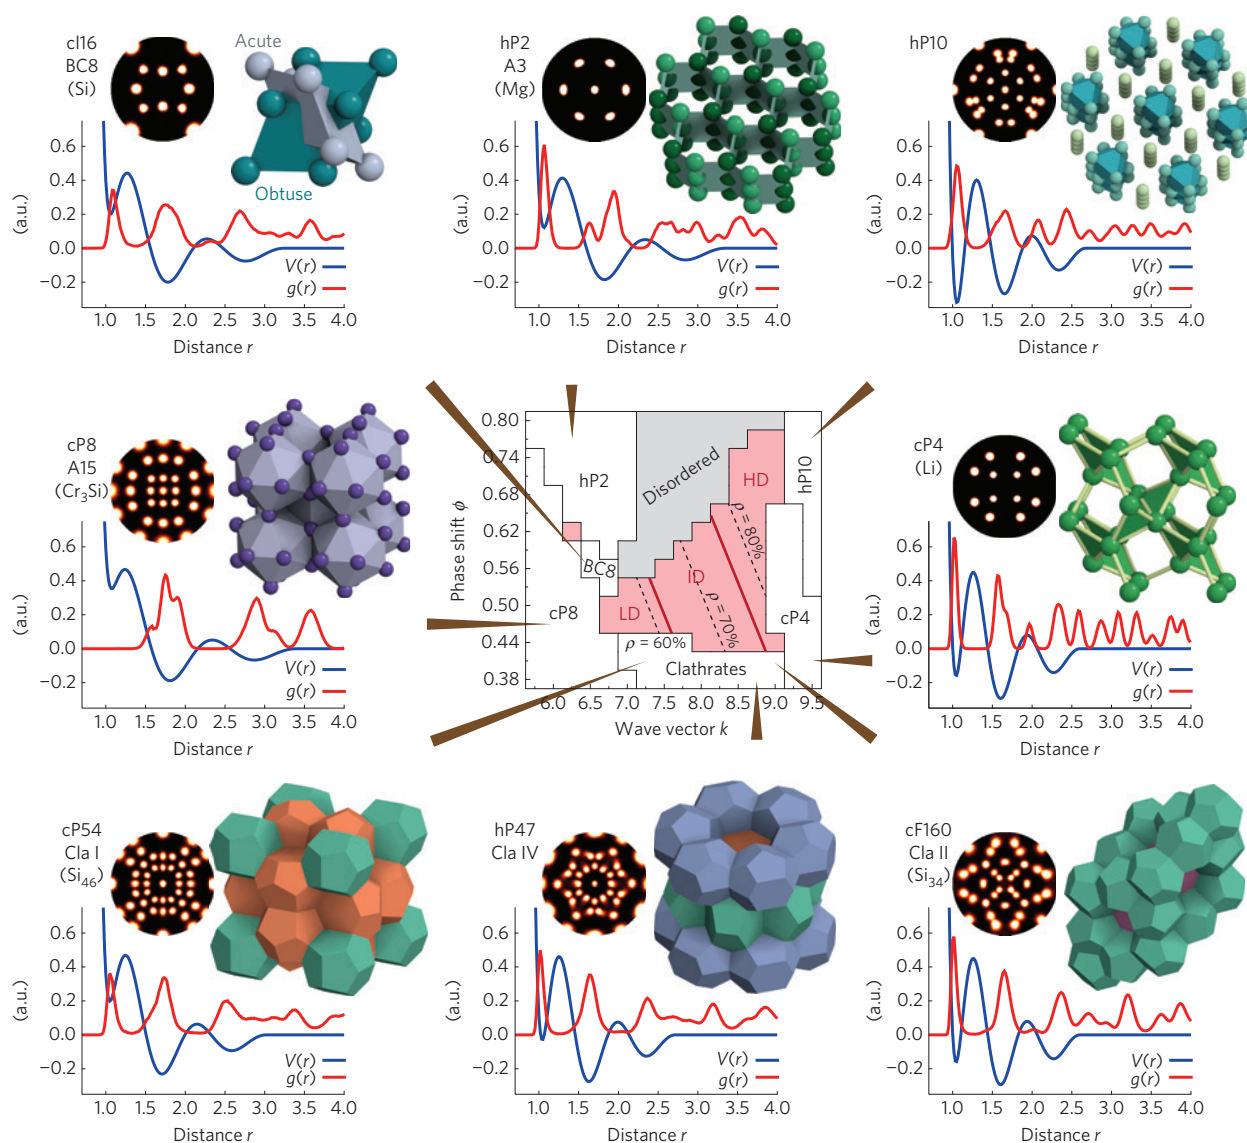 cI16
BC8
(Si)
Acute
Obtuse
0.6
0.4
0.2
0.0
−0.2
(a.u.)
V(r)
g(r)
1.0 1.5 2.0 2.5 3.0 3.5 4.0
Distance r
hP2
A3
(Mg)
0.6
0.4
0.2
0.0
−0.2
(a.u.)
V(r)
g(r)
1.0 1.5 2.0 2.5 3.0 3.5 4.0
Distance r
hP10
0.6
0.4
0.2
0.0
−0.2
(a.u.)
V(r)
g(r)
1.0 1.5 2.0 2.5 3.0 3.5 4.0
Distance r
cP8
A15
(Cr₃Si)
0.6
0.4
0.2
0.0
−0.2
(a.u.)
V(r)
g(r)
1.0 1.5 2.0 2.5 3.0 3.5 4.0
Distance r
0.80
0.74
0.68
0.62
0.56
0.50
0.44
0.38
Phase shift ϕ
hP2
Disordered
HD
hP10
ρ = 80%
BC8
ID
cP8
LD
ρ = 70%
cP4
ρ = 60%
Clathrates
6.0 6.5 7.0 7.5 8.0 8.5 9.0 9.5
Wave vector k
cP4
(Li)
0.6
0.4
0.2
0.0
−0.2
(a.u.)
V(r)
g(r)
1.0 1.5 2.0 2.5 3.0 3.5 4.0
Distance r
cP54
Cla I
(Si₄₆)
0.6
0.4
0.2
0.0
−0.2
(a.u.)
V(r)
g(r)
1.0 1.5 2.0 2.5 3.0 3.5 4.0
Distance r
hP47
Cla IV
0.6
0.4
0.2
0.0
−0.2
(a.u.)
V(r)
g(r)
1.0 1.5 2.0 2.5 3.0 3.5 4.0
Distance r
cF160
Cla II
(Si₃₄)
0.6
0.4
0.2
0.0
−0.2
(a.u.)
V(r)
g(r)
1.0 1.5 2.0 2.5 3.0 3.5 4.0
Distance r